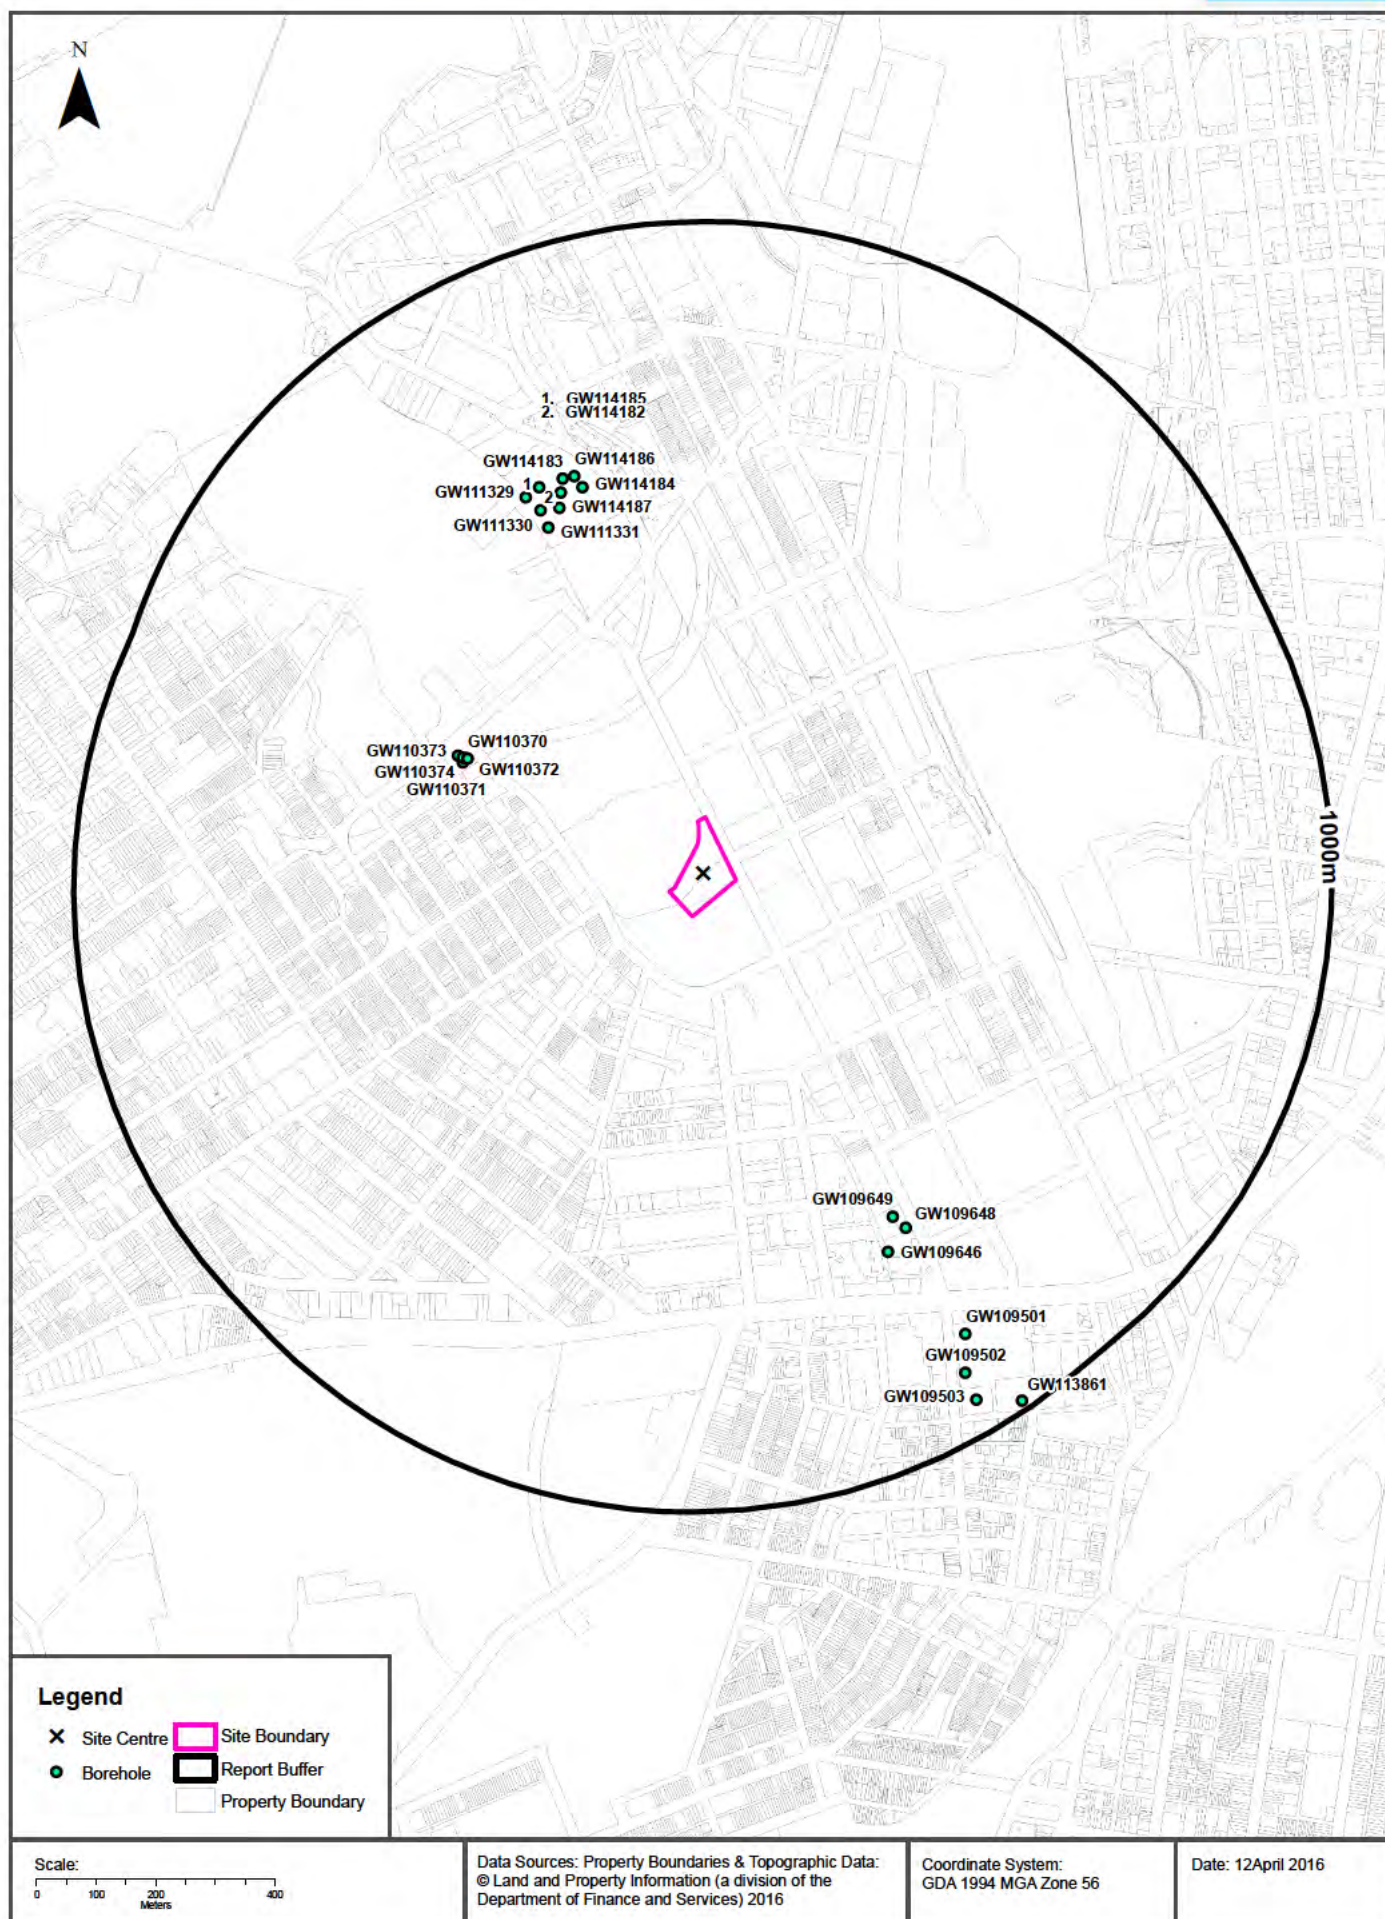 N
1. GW114185
2. GW114182
GW114183
GW114186
GW111329
1
GW114184
2
GW114187
GW111330
GW111331
GW110373
GW110370
GW110374
GW110372
GW110371
1000m
GW109649
GW109648
GW109646
GW109501
GW109502
GW109503
GW113861
Legend
Site Centre
Site Boundary
Borehole
Report Buffer
Property Boundary
Scale:
0 100 200 400
Meters
Data Sources: Property Boundaries & Topographic Data:
© Land and Property Information (a division of the
Department of Finance and Services) 2016
Coordinate System:
GDA 1994 MGA Zone 56
Date: 12April 2016